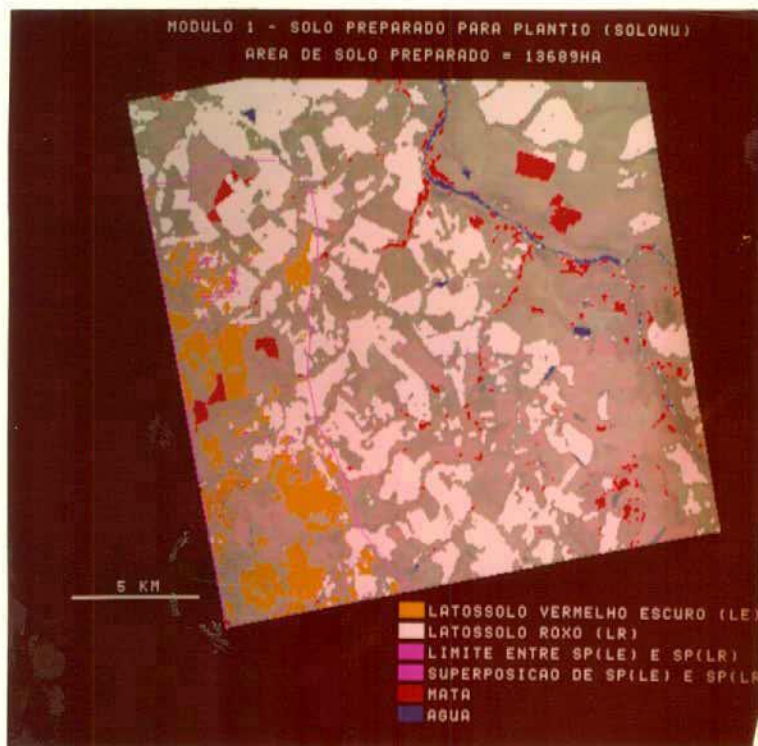 MODULO 1 - SOLO PREPARADO PARA PLANTIO (SOLONU)
AREA DE SOLO PREPARADO = 13689HA
5 KM
LATOSSOLO VERMELHO ESCURO (LE)
LATOSSOLO ROXO (LR)
LIMITE ENTRE SP(LE) E SP(LR)
SUPERPOSICAO DE SP(LE) E SP(LR
MATA
AGUA